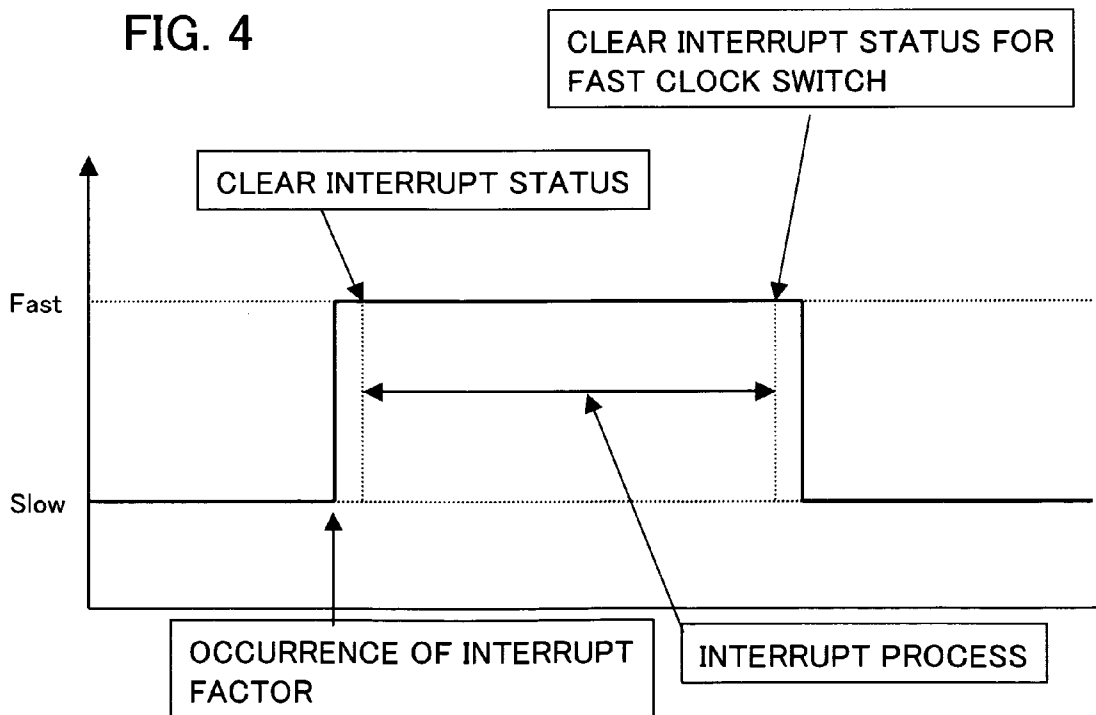 FIG. 4
CLEAR INTERRUPT STATUS FOR
FAST CLOCK SWITCH
CLEAR INTERRUPT STATUS
Fast
Slow
OCCURRENCE OF INTERRUPT
FACTOR
INTERRUPT PROCESS